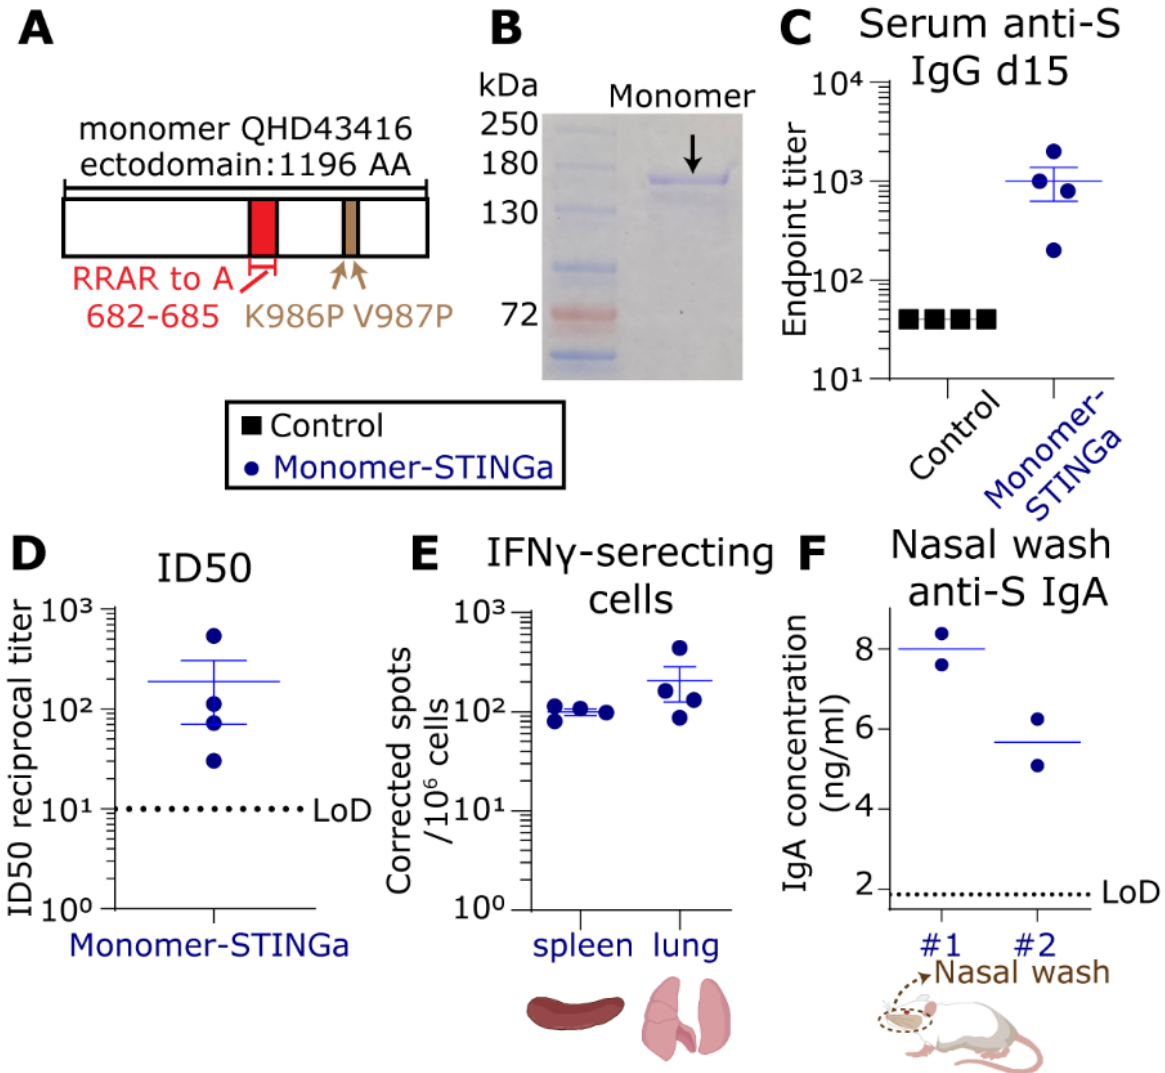 A
monomer QHD43416
ectodomain:1196 AA
RRAR to A
682-685
K986P V987P
B
kDa
Monomer
250
180
130
72
C
Serum anti-S
IgG d15
Endpoint titer
10⁴
10³
10²
10¹
Control
Monomer-
STINGa
Control
Monomer-STINGa
D
ID50
ID50 reciprocal titer
10³
10²
10¹
10⁰
LoD
Monomer-STINGa
E
IFNγ-serecting
cells
Corrected spots
/10⁶ cells
10³
10²
10¹
10⁰
spleen
lung
F
Nasal wash
anti-S IgA
IgA concentration
(ng/ml)
8
6
4
2
LoD
#1
#2
Nasal wash